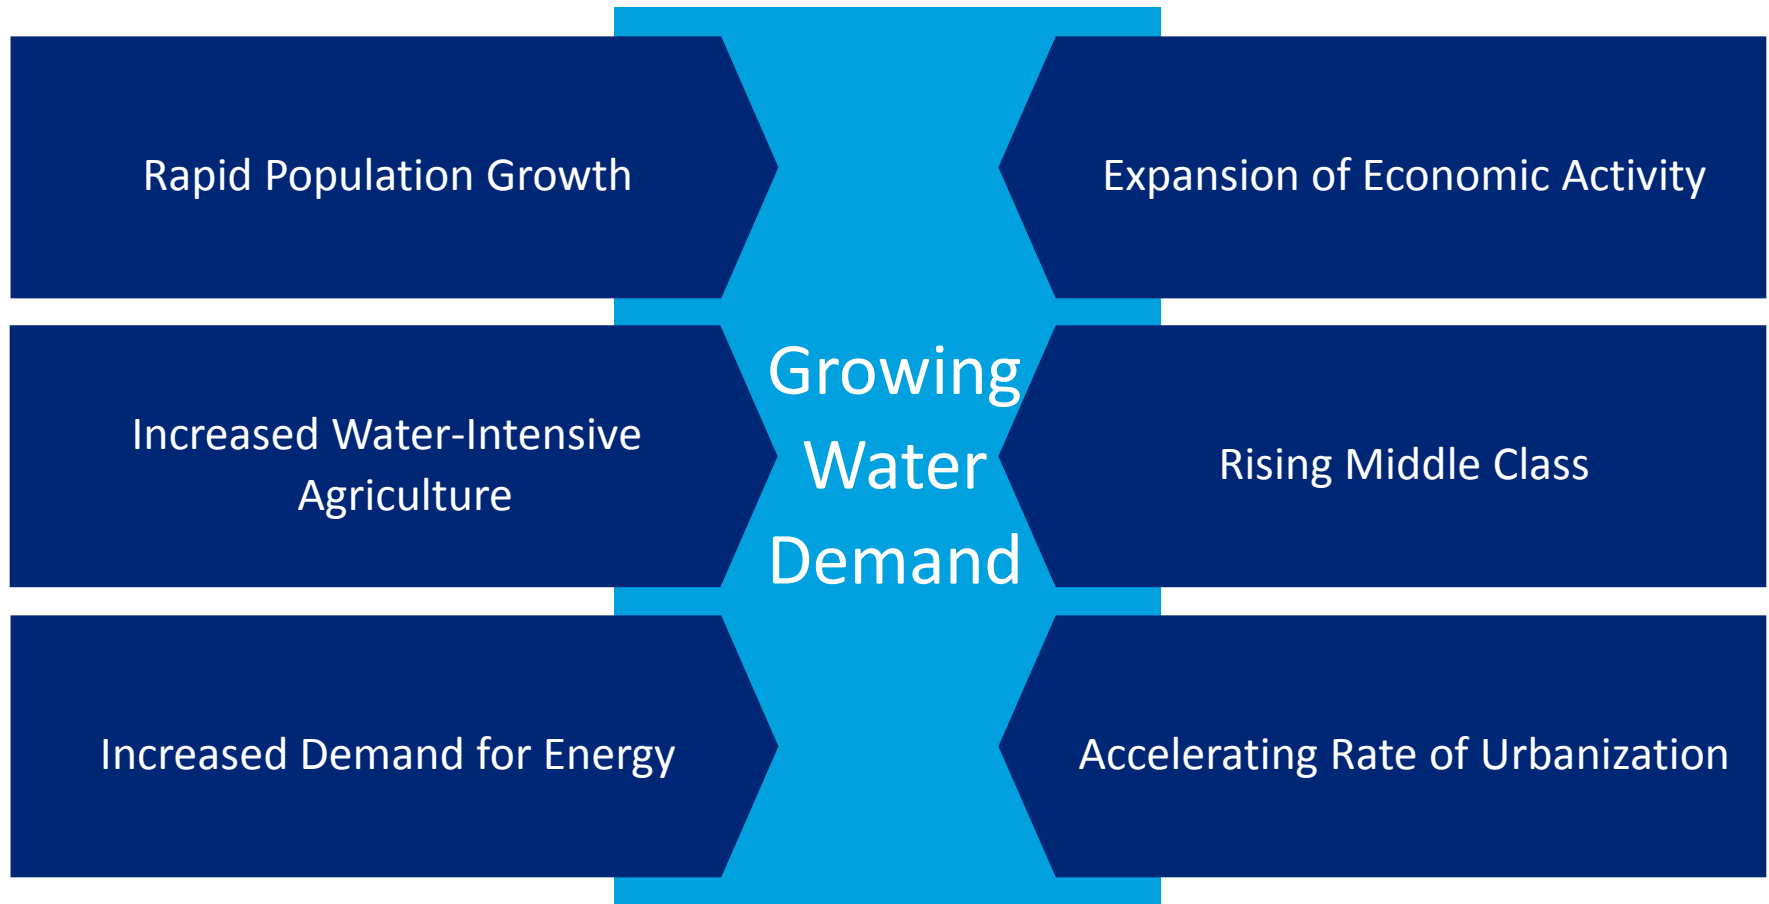 Rapid Population Growth
Expansion of Economic Activity
Growing
Water
Demand
Increased Water-Intensive
Agriculture
Rising Middle Class
Increased Demand for Energy
Accelerating Rate of Urbanization